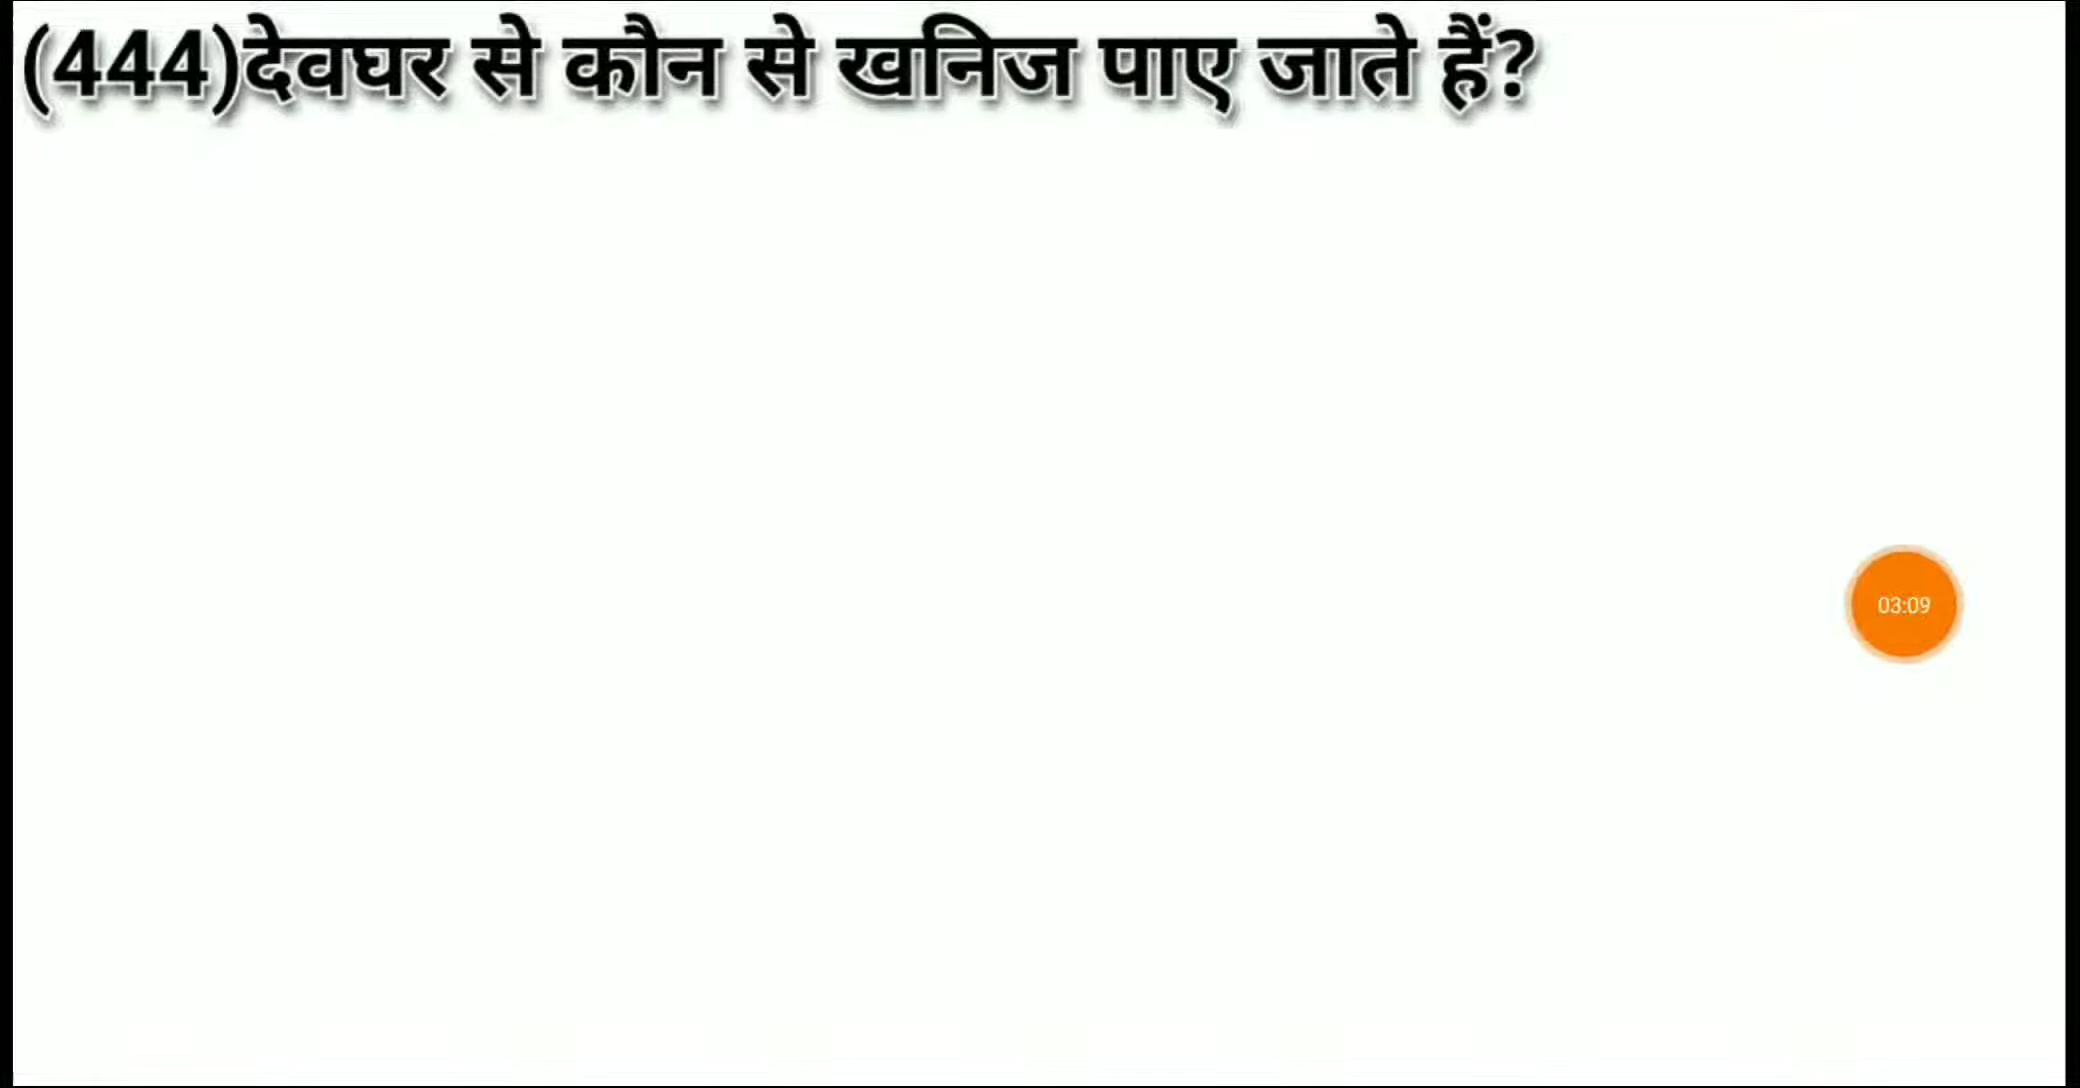 (444)देवघर से कौन से खनिज पाए जाते हैं?
03:09